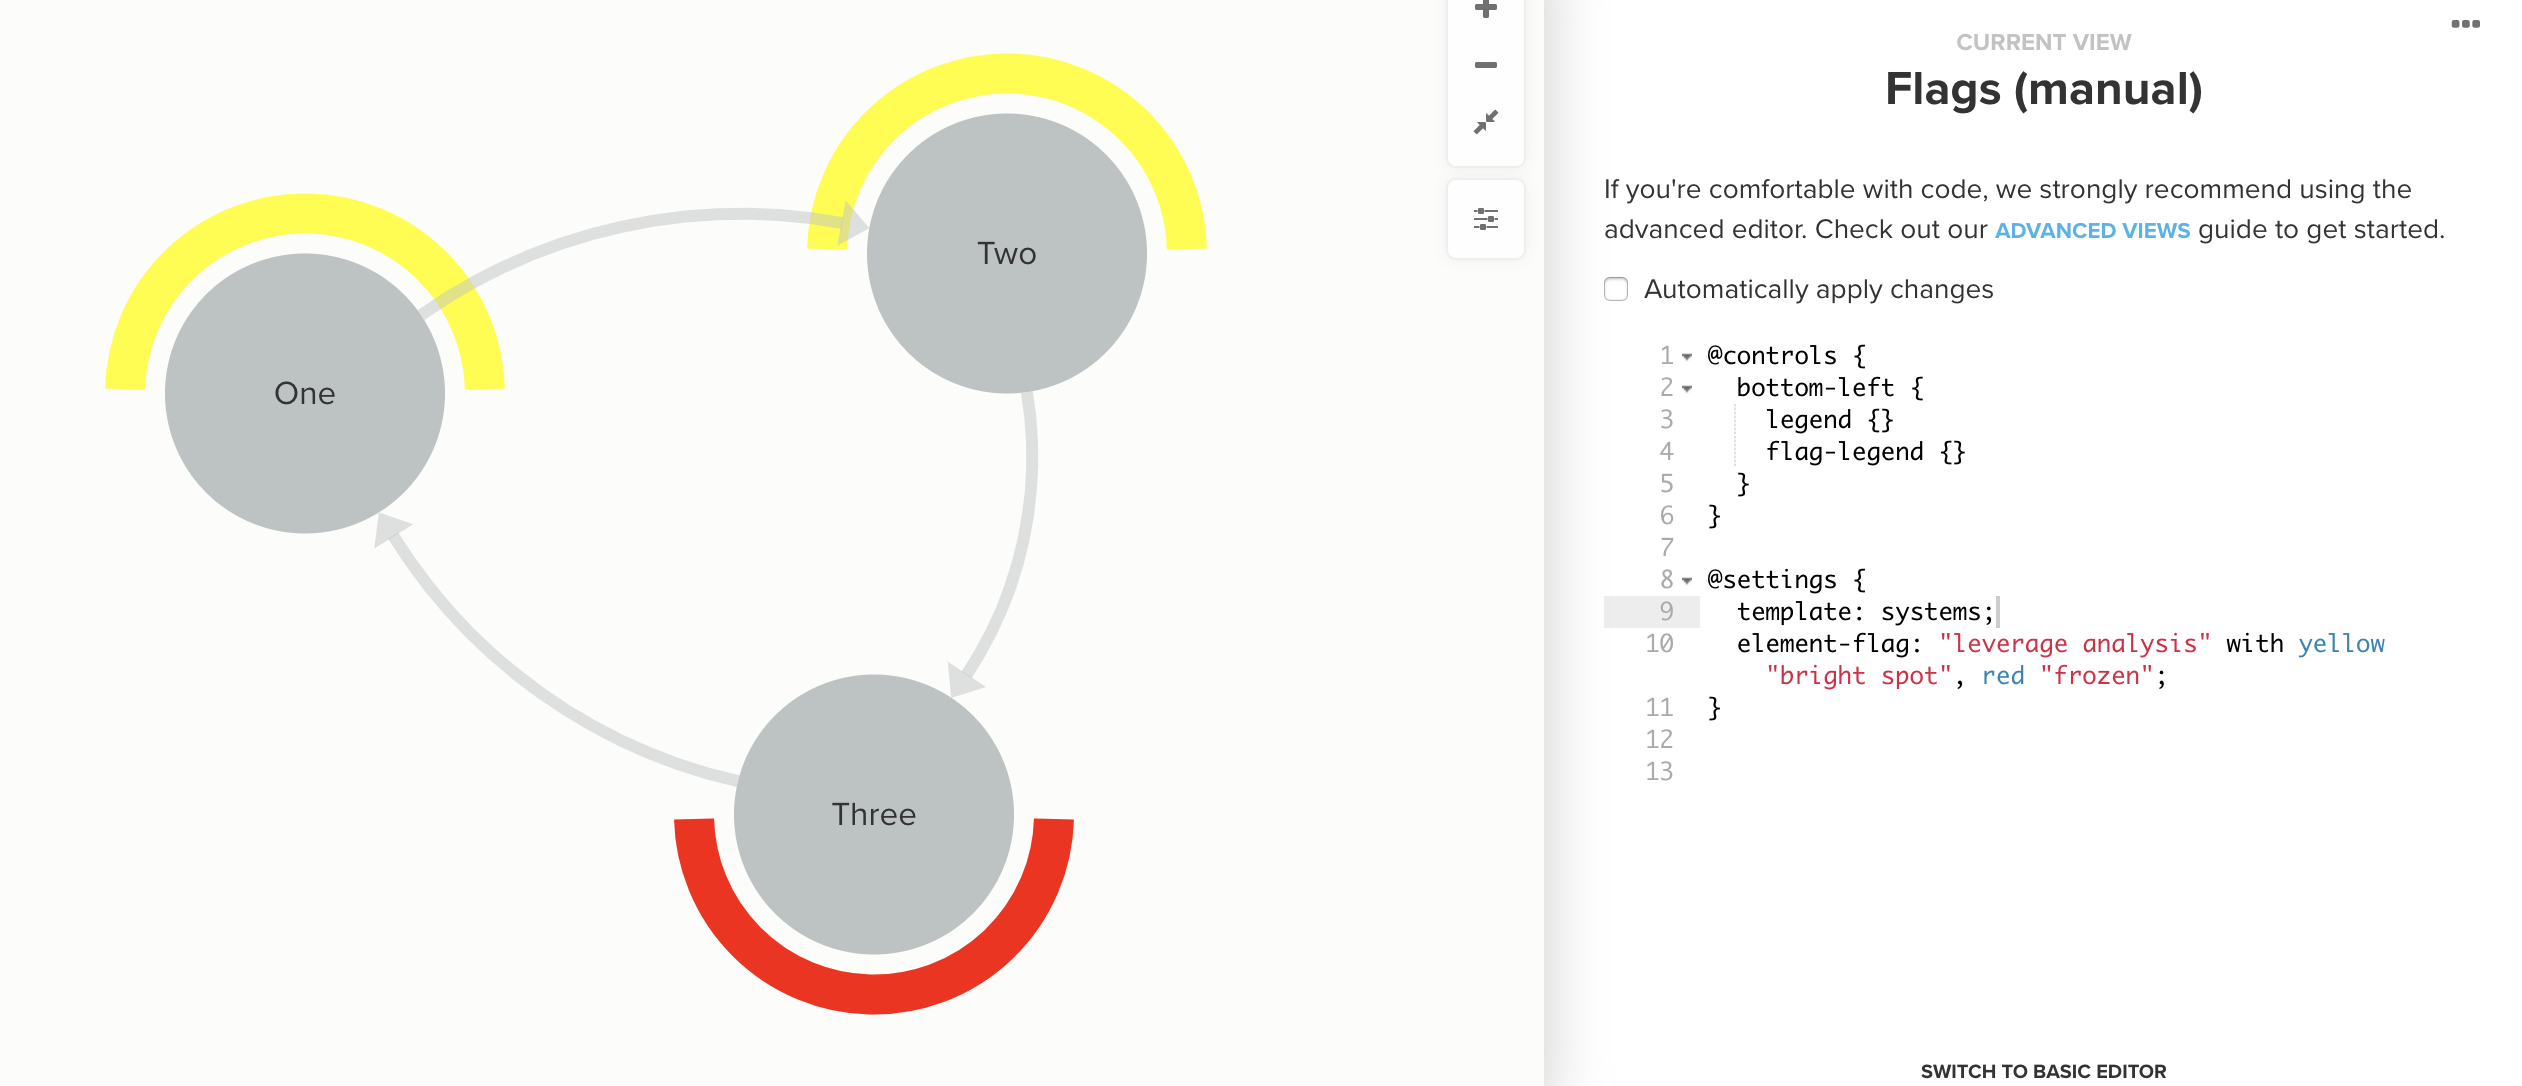 One
Two
Three
CURRENT VIEW
Flags (manual)
If you're comfortable with code, we strongly recommend using the
advanced editor. Check out our ADVANCED VIEWS guide to get started.
Automatically apply changes
1 @controls {
2 bottom-left {
3 legend {}
4 flag-legend {}
5 }
6 }
7
8 @settings {
9 template: systems;
10 element-flag: "leverage analysis" with yellow
"bright spot", red "frozen";
11 }
12
13
SWITCH TO BASIC EDITOR